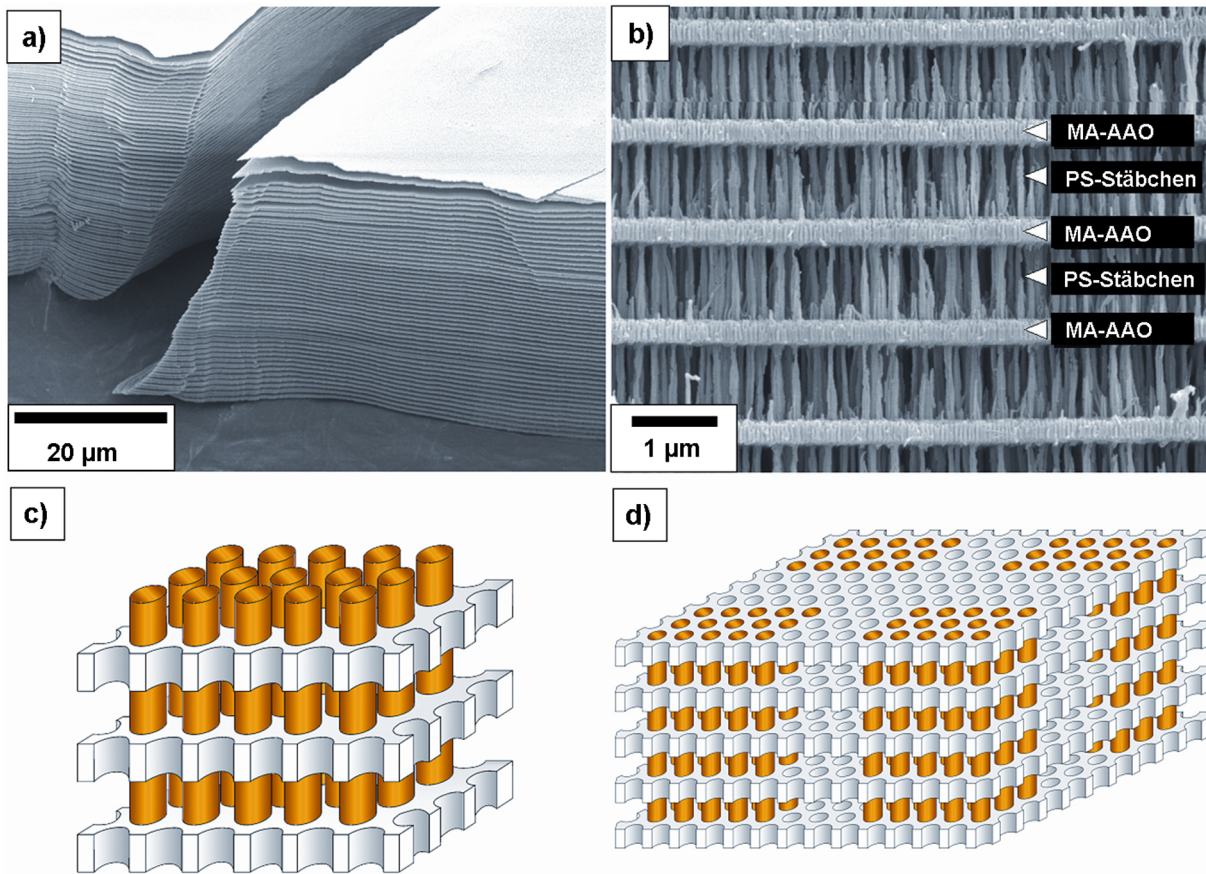 a)
20 µm
b)
MA-AAO
PS-Stäbchen
MA-AAO
PS-Stäbchen
MA-AAO
1 µm
c)
d)